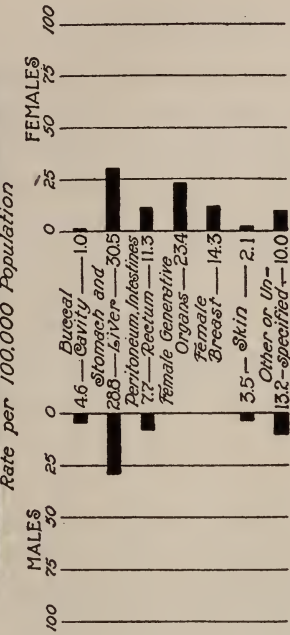 Rate per 100,000 Population
MALES FEMALES
100 75 50 25 0 0 25 50 75 100
Buccal
4.6 — Cavity — 1.0
Stomach and
28.8 — Liver — 30.5
Peritoneum, Intestines
7.7 — Rectum — 11.3
Female Generative
Organs — 23.4
Female
Breast — 14.3
3.5 — Skin — 2.1
Other or Un-
13.2 — specified — 10.0